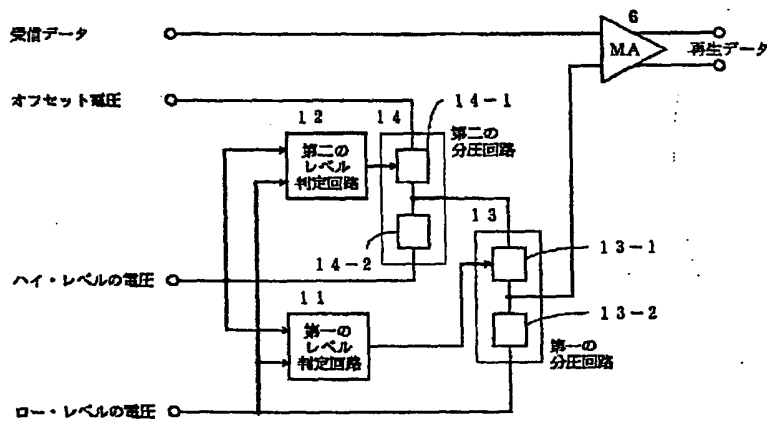 6
受信データ
MA
再生データ
オフセット電圧
12
14
14-1
第二の
分圧回路
第二の
レベル
判定回路
13
14-2
13-1
ハイ・レベルの電圧
11
13-2
第一の
レベル
判定回路
第一の
分圧回路
ロー・レベルの電圧